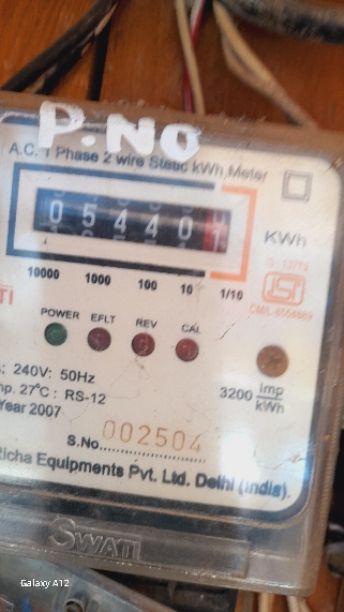 P.NO
A.C. 1 Phase 2 wire Static kWh Meter
0 5 4 4 0 1
KWh
10000 1000 100 10 1/10
POWER EFLT REV CAL
240V: 50Hz
27°C: RS-12
Year 2007
3200 Imp
kWh
S.No. 002504
Equipments Pvt. Ltd. Delhi (India).
SWATI
Galaxy A12